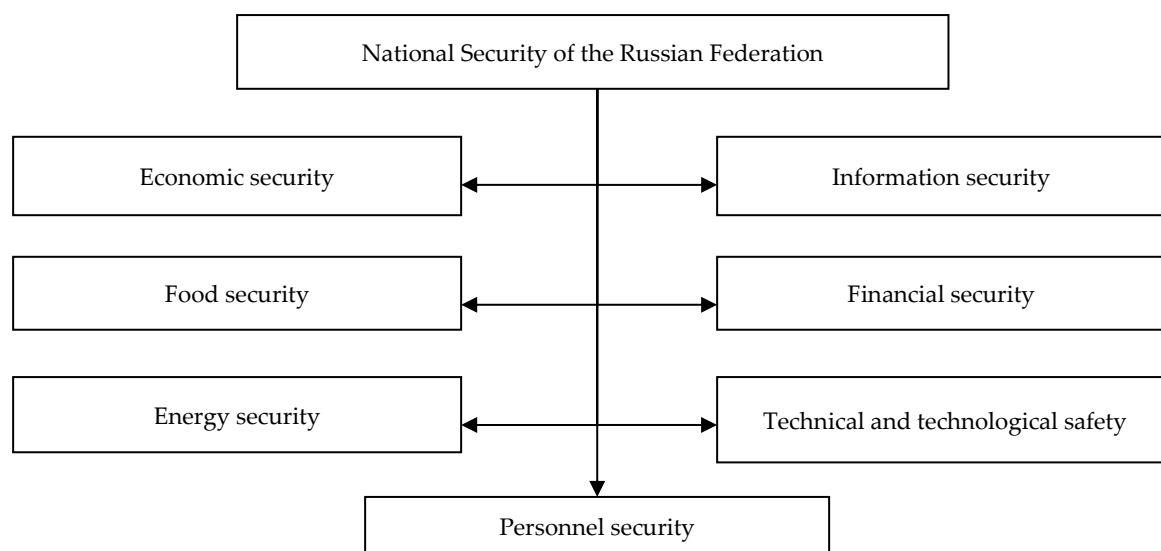 National Security of the Russian Federation
Economic security
Information security
Food security
Financial security
Energy security
Technical and technological safety
Personnel security